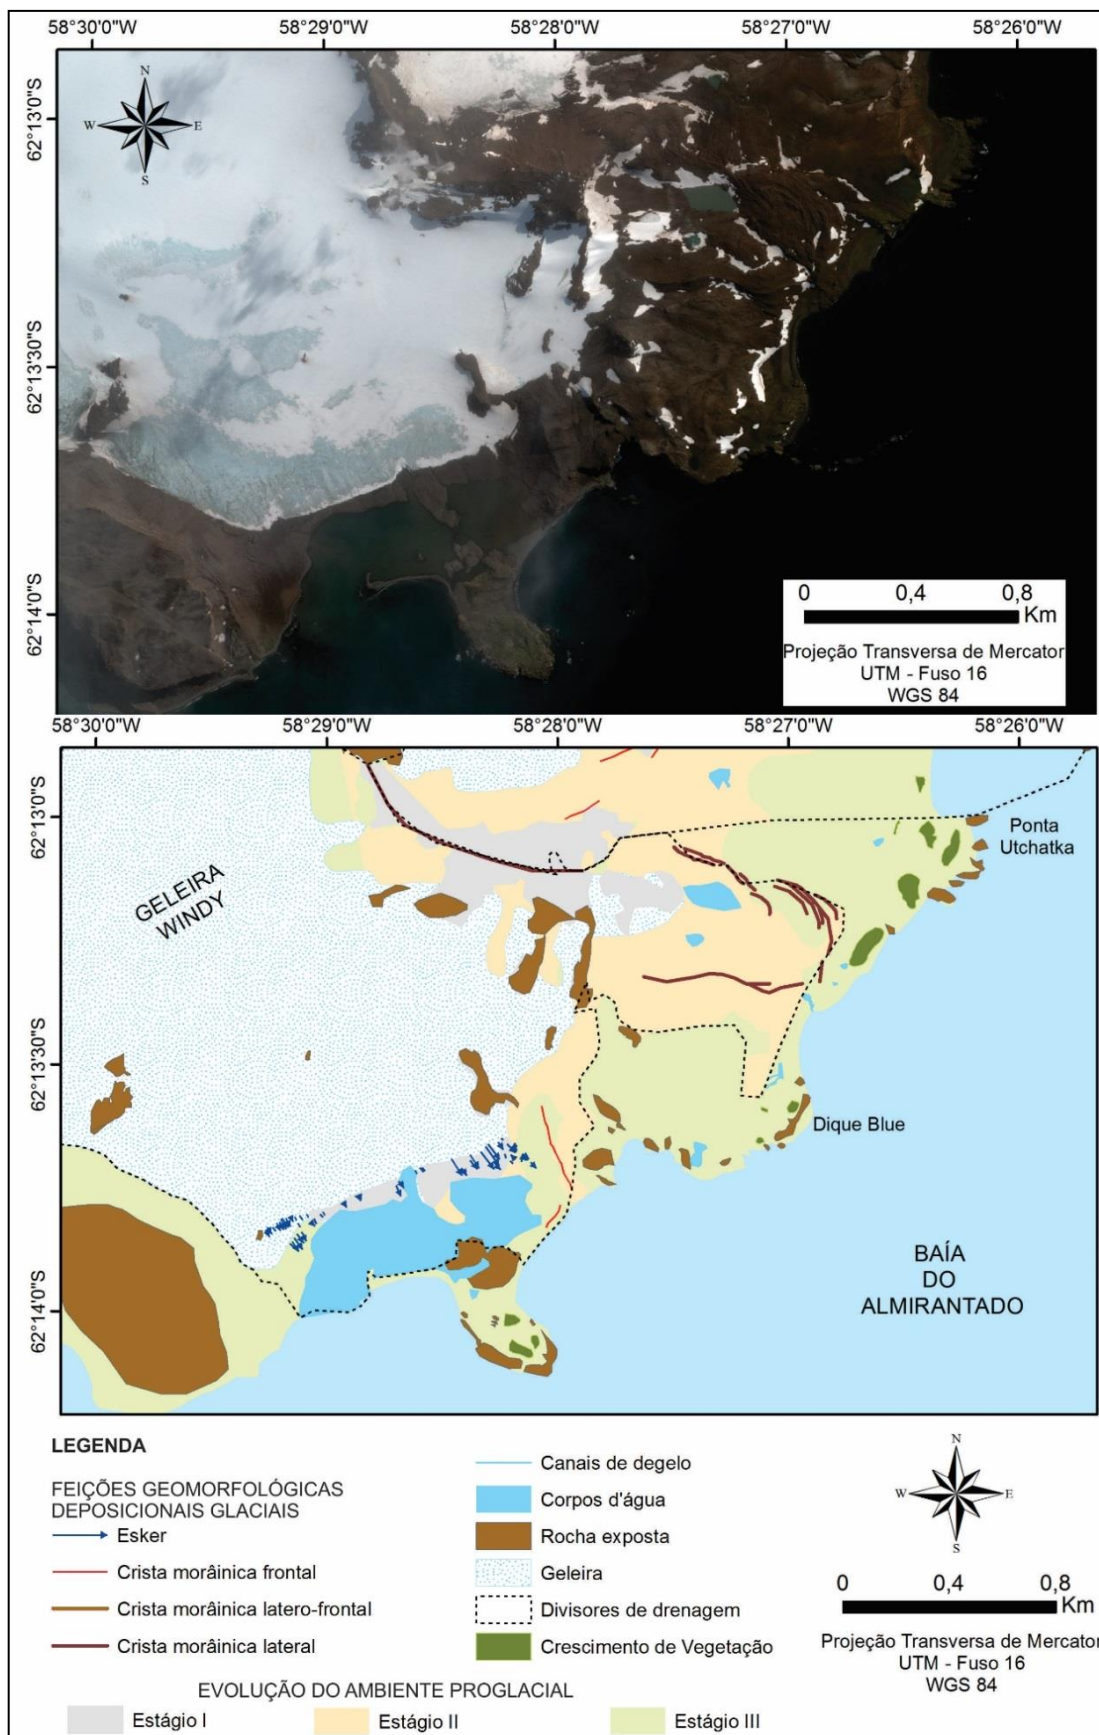 58°30'0"W 58°29'0"W 58°28'0"W 58°27'0"W 58°26'0"W
62°13'0"S
62°13'30"S
62°14'0"S
N
W E
S
0 0,4 0,8
Km
Projeção Transversa de Mercator
UTM - Fuso 16
WGS 84
58°30'0"W 58°29'0"W 58°28'0"W 58°27'0"W 58°26'0"W
62°13'0"S
62°13'30"S
62°14'0"S
GELEIRA
WINDY
Ponta
Utchatka
Dique Blue
BAÍA
DO
ALMIRANTADO
LEGENDA
FEIÇÕES GEOMORFOLÓGICAS
DEPOSICIONAIS GLACIAIS
Esker
Crista morâinica frontal
Crista morâinica latero-frontal
Crista morâinica lateral
Canais de degelo
Corpos d'água
Rocha exposta
Geleira
Divisores de drenagem
Crescimento de Vegetação
N
W E
S
0 0,4 0,8
Km
Projeção Transversa de Mercator
UTM - Fuso 16
WGS 84
EVOLUÇÃO DO AMBIENTE PROGLACIAL
Estágio I Estágio II Estágio III